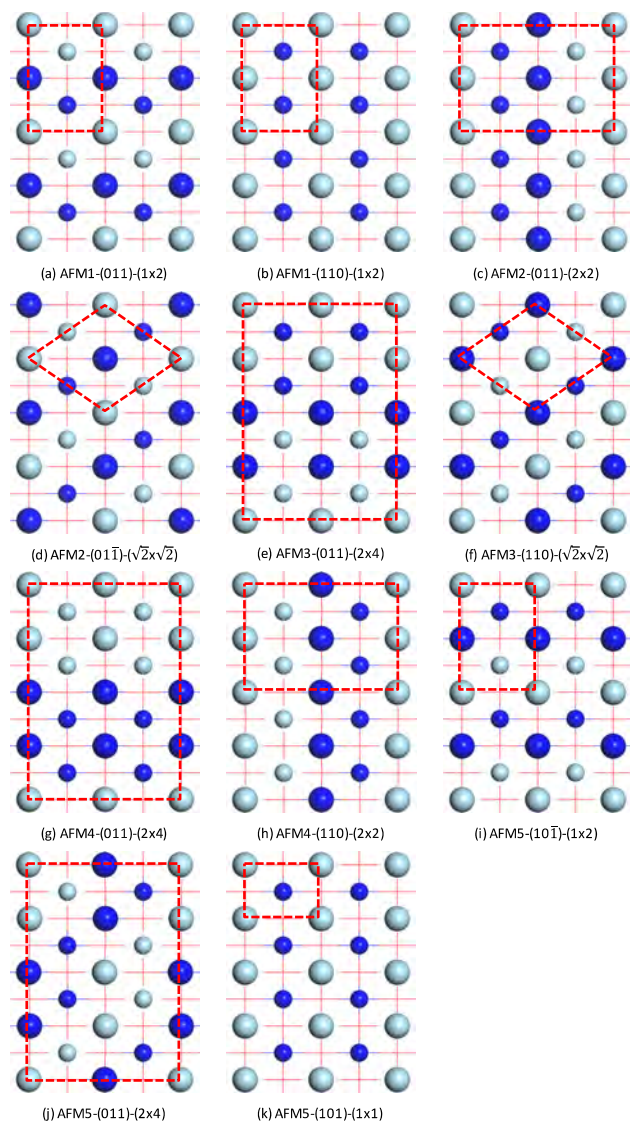 (a) AFM1-(011)-(1x2)
(b) AFM1-(110)-(1x2)
(c) AFM2-(011)-(2x2)
(d) AFM2-(011̄)-(√2x√2)
(e) AFM3-(011)-(2x4)
(f) AFM3-(110)-(√2x√2)
(g) AFM4-(011)-(2x4)
(h) AFM4-(110)-(2x2)
(i) AFM5-(101̄)-(1x2)
(j) AFM5-(011)-(2x4)
(k) AFM5-(101)-(1x1)